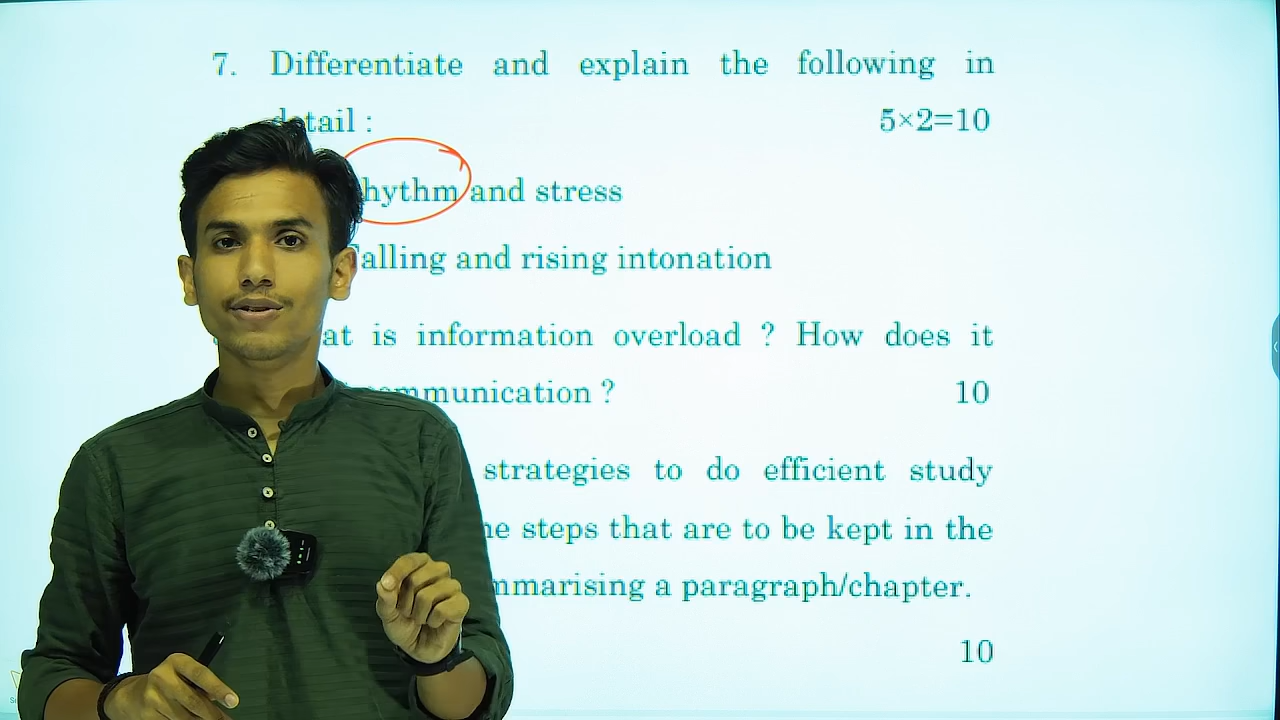 7. Differentiate and explain the following in
detail : 5×2=10
hythm and stress
alling and rising intonation
at is information overload ? How does it
mmunication ? 10
strategies to do efficient study
he steps that are to be kept in the
mmarising a paragraph/chapter.
10